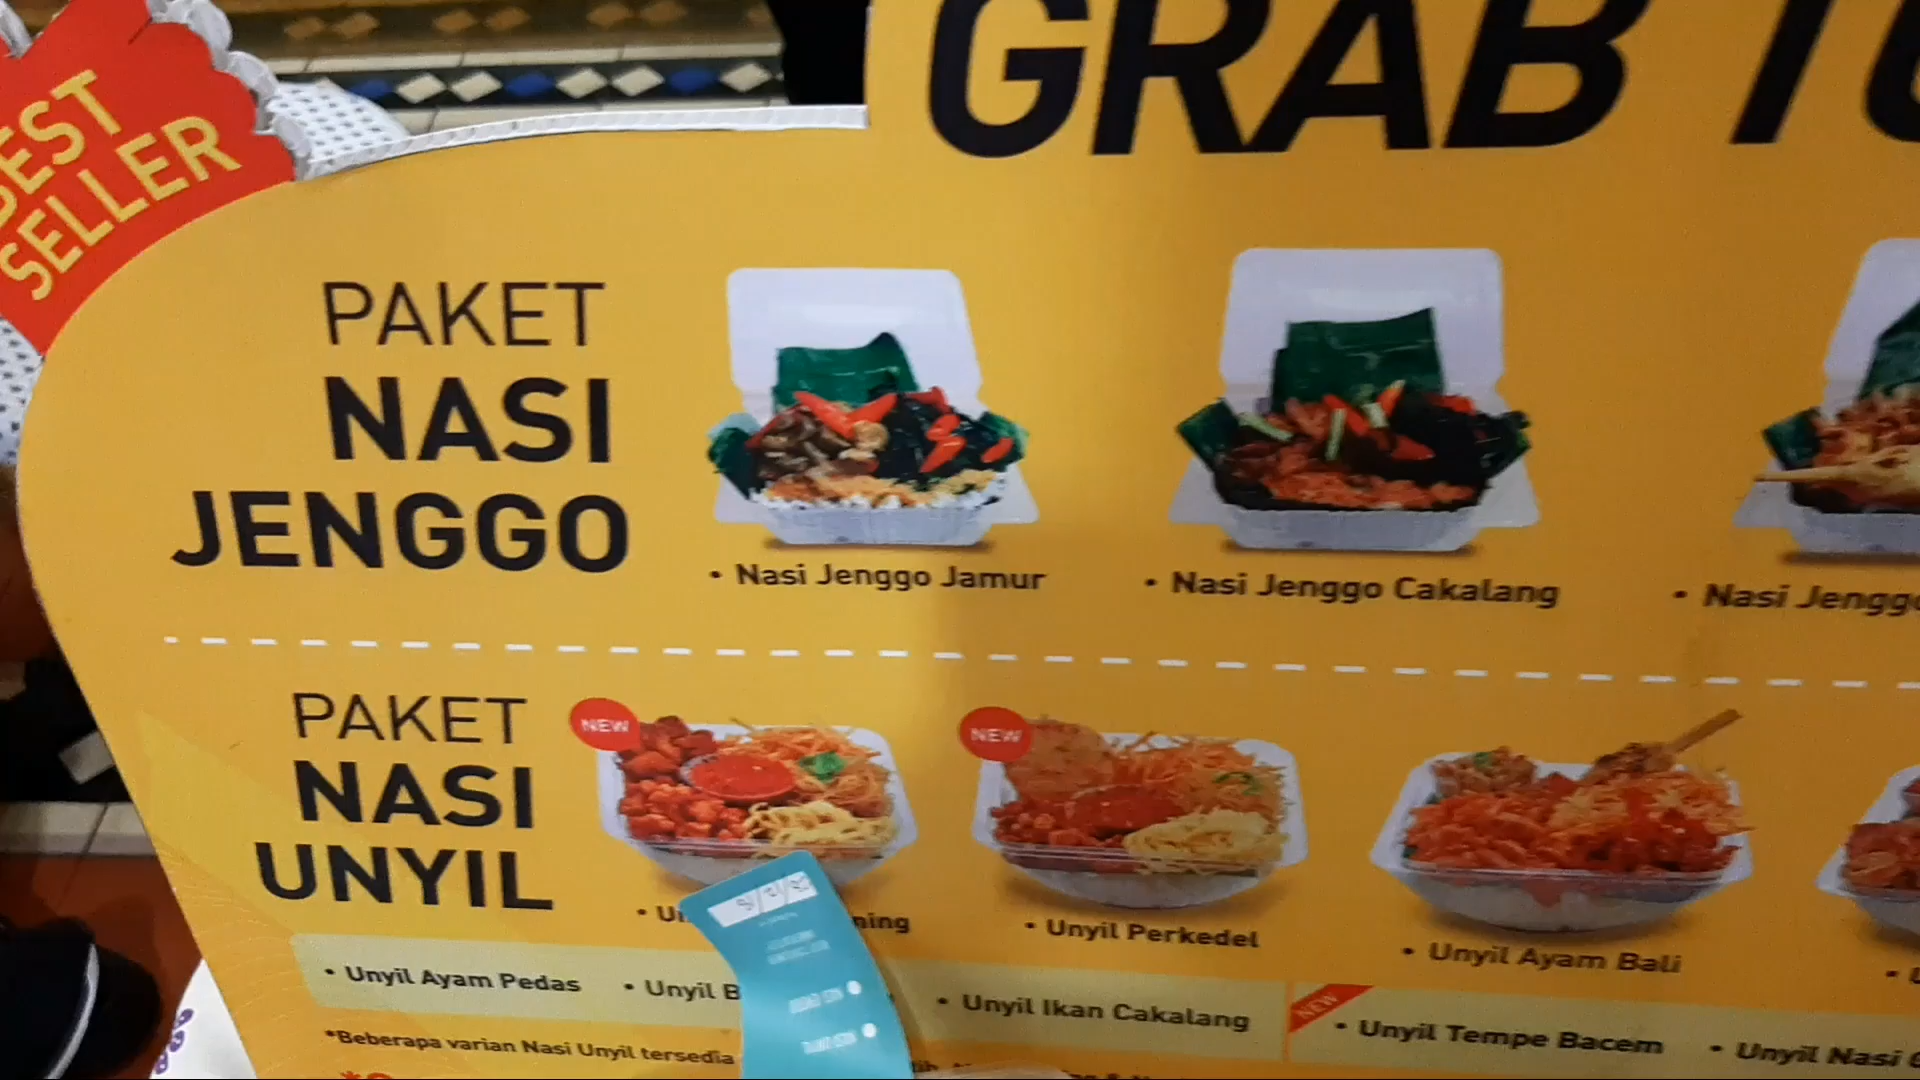 BEST
SELLER
GRAB
PAKET
NASI
JENGGO
• Nasi Jenggo Jamur
• Nasi Jenggo Cakalang
• Nasi Jenggo
PAKET
NASI
UNYIL
NEW
NEW
• Unyil Perkedel
• Unyil Ayam Bali
• Unyil Ayam Pedas
• Unyil
• Unyil Ikan Cakalang
NEW
• Unyil Tempe Bacem
• Unyil Nasi
*Beberapa varian Nasi Unyil tersedia